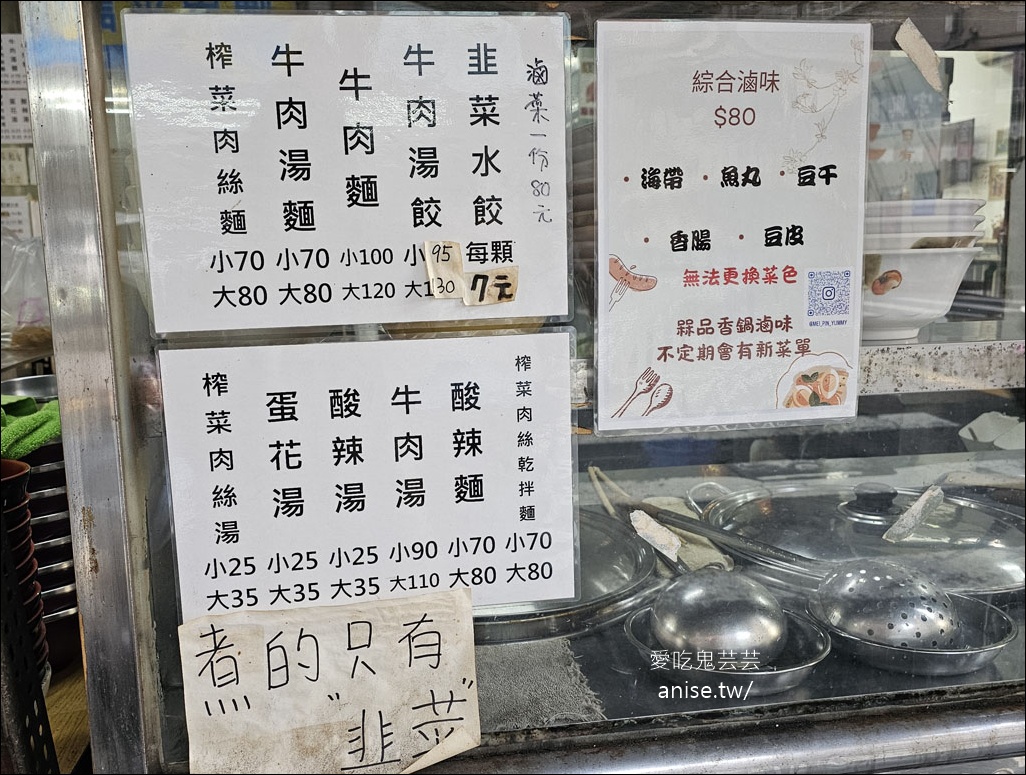 滷菜一份80元
韭菜水餃
每顆
7元
牛肉湯餃
小95
大130
牛肉麵
小100
大120
牛肉湯麵
小70
大80
榨菜肉絲麵
小70
大80
綜合滷味
$80
·海帶 ·魚丸 ·豆干
·香腸 ·豆皮
無法更換菜色
@MEI_PIN_YUMMY
槑品香鍋滷味
不定期會有新菜單
榨菜肉絲乾拌麵
小70
大80
酸辣麵
小70
大80
牛肉湯
小90
大110
酸辣湯
小25
大35
蛋花湯
小25
大35
榨菜肉絲湯
小25
大35
煮的只有
"韭菜"
愛吃鬼芸芸
anise.tw/